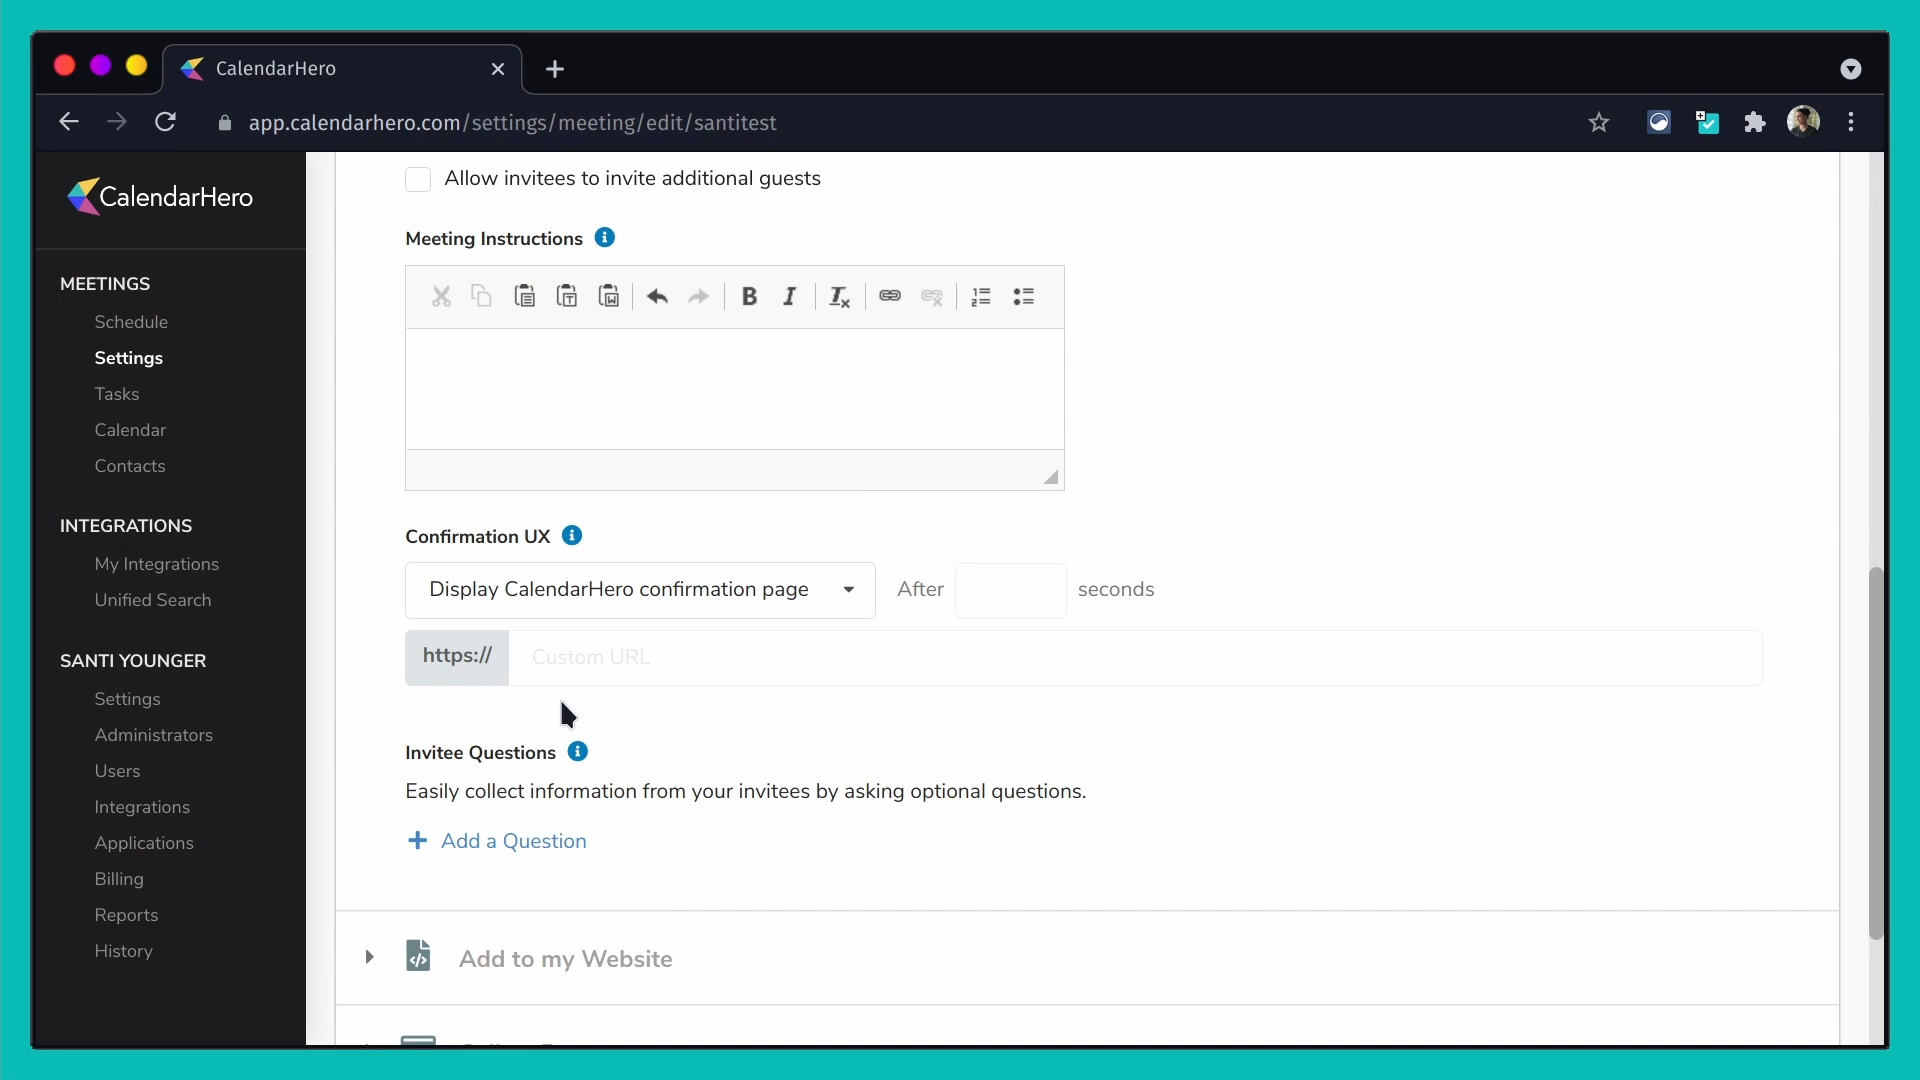 CalendarHero
app.calendarhero.com/settings/meeting/edit/santitest
CalendarHero
MEETINGS
Schedule
Settings
Tasks
Calendar
Contacts
INTEGRATIONS
My Integrations
Unified Search
SANTI YOUNGER
Settings
Administrators
Users
Integrations
Applications
Billing
Reports
History
Allow invitees to invite additional guests
Meeting Instructions
Confirmation UX
Display CalendarHero confirmation page After seconds
https:// Custom URL
Invitee Questions
Easily collect information from your invitees by asking optional questions.
+ Add a Question
Add to my Website